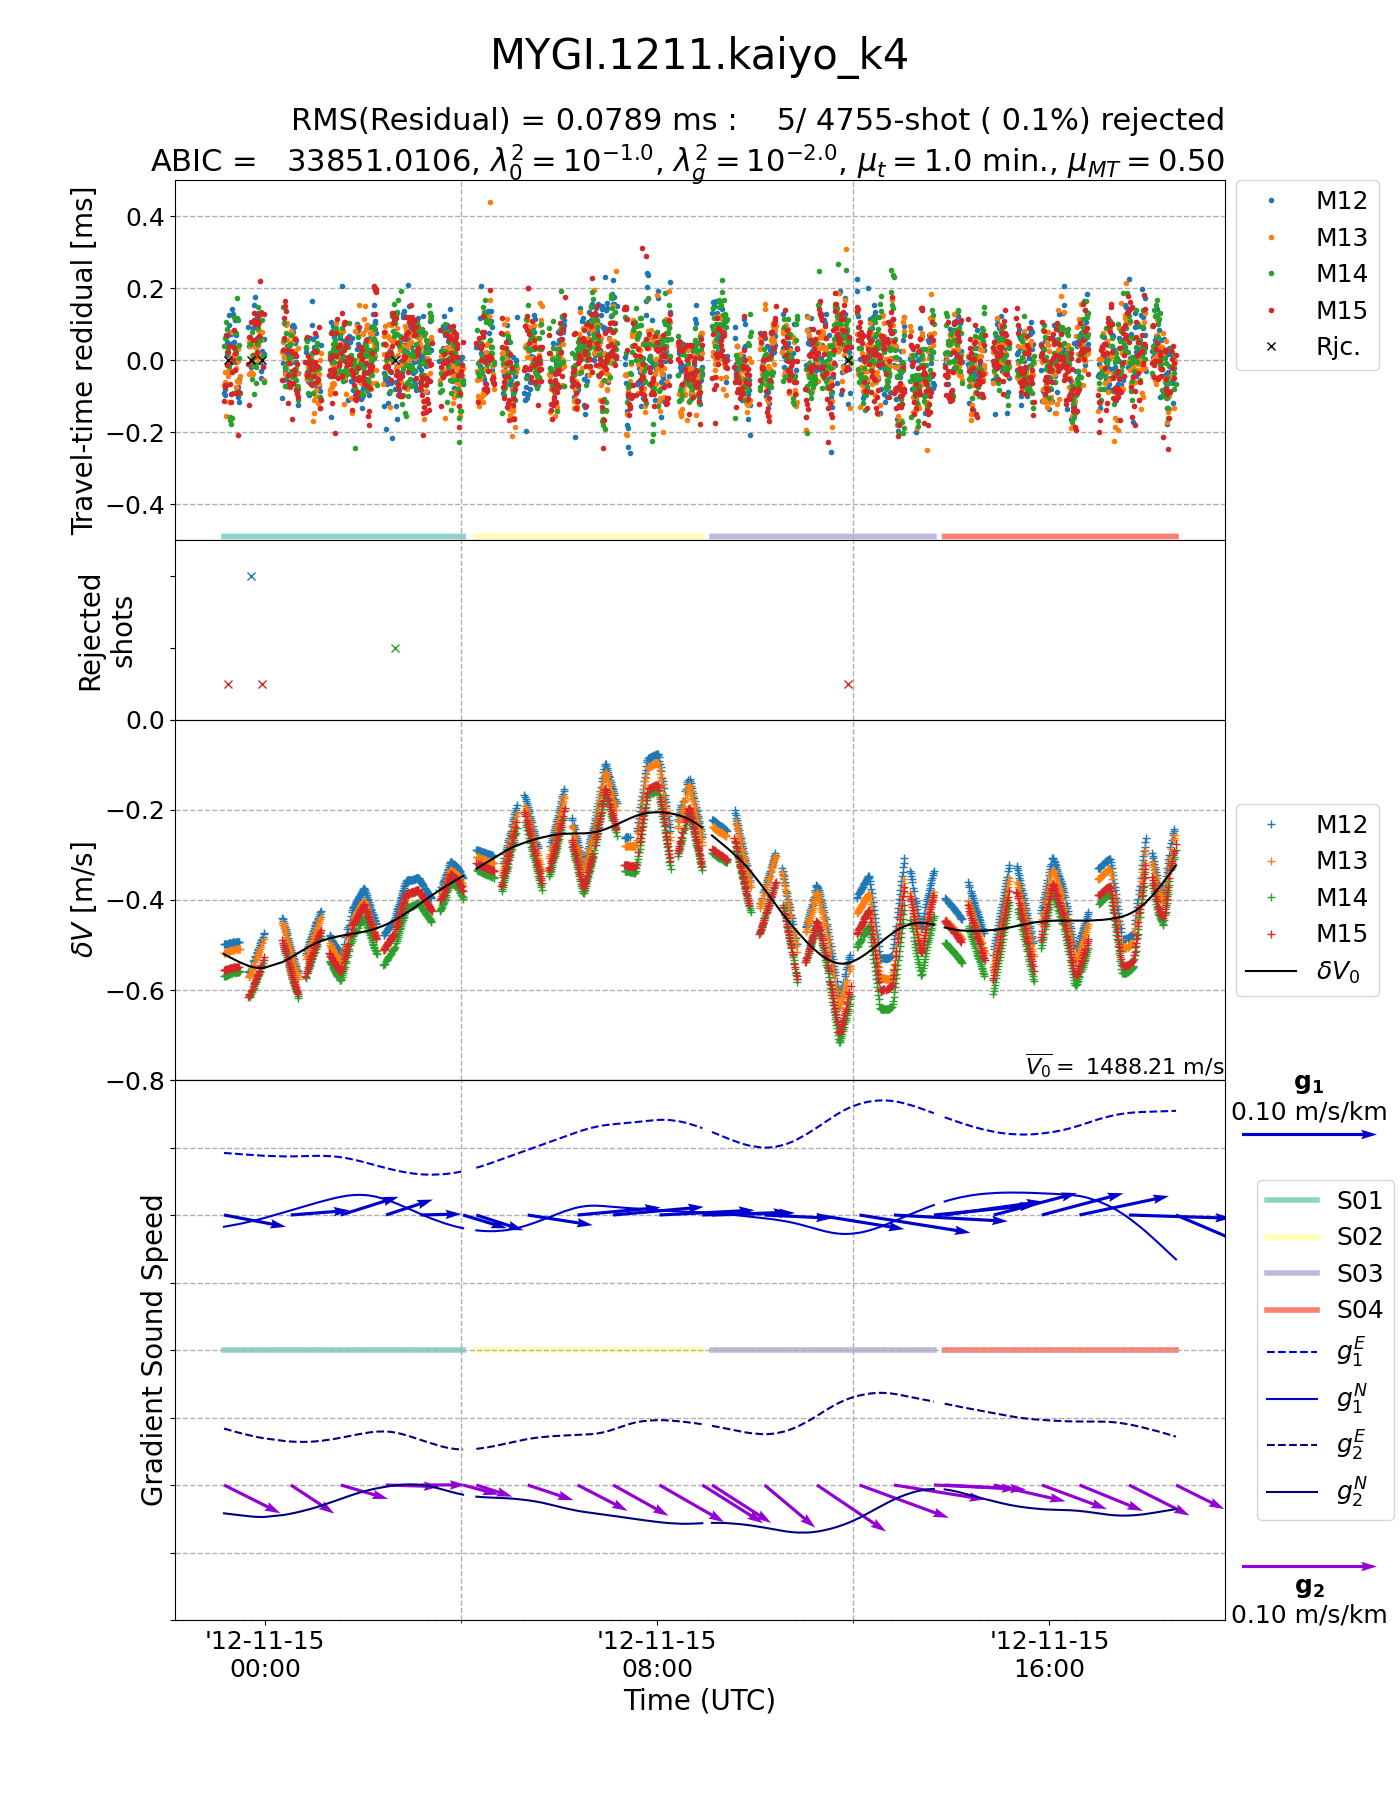 MYGI.1211.kaiyo_k4
RMS(Residual) = 0.0789 ms :    5/ 4755-shot ( 0.1%) rejected
ABIC =   33851.0106, λ₀² = 10⁻¹·⁰, λ_g² = 10⁻²·⁰, μ_t = 1.0 min., μ_MT = 0.50
Travel-time redidual [ms]
0.4
0.2
0.0
−0.2
−0.4
M12
M13
M14
M15
Rjc.
Rejected
shots
δV [m/s]
0.0
−0.2
−0.4
−0.6
−0.8
M12
M13
M14
M15
δV₀
V̅₀ = 1488.21 m/s
g₁
0.10 m/s/km
Gradient Sound Speed
S01
S02
S03
S04
g₁ᴱ
g₁ᴺ
g₂ᴱ
g₂ᴺ
g₂
0.10 m/s/km
'12-11-15
00:00
'12-11-15
08:00
'12-11-15
16:00
Time (UTC)